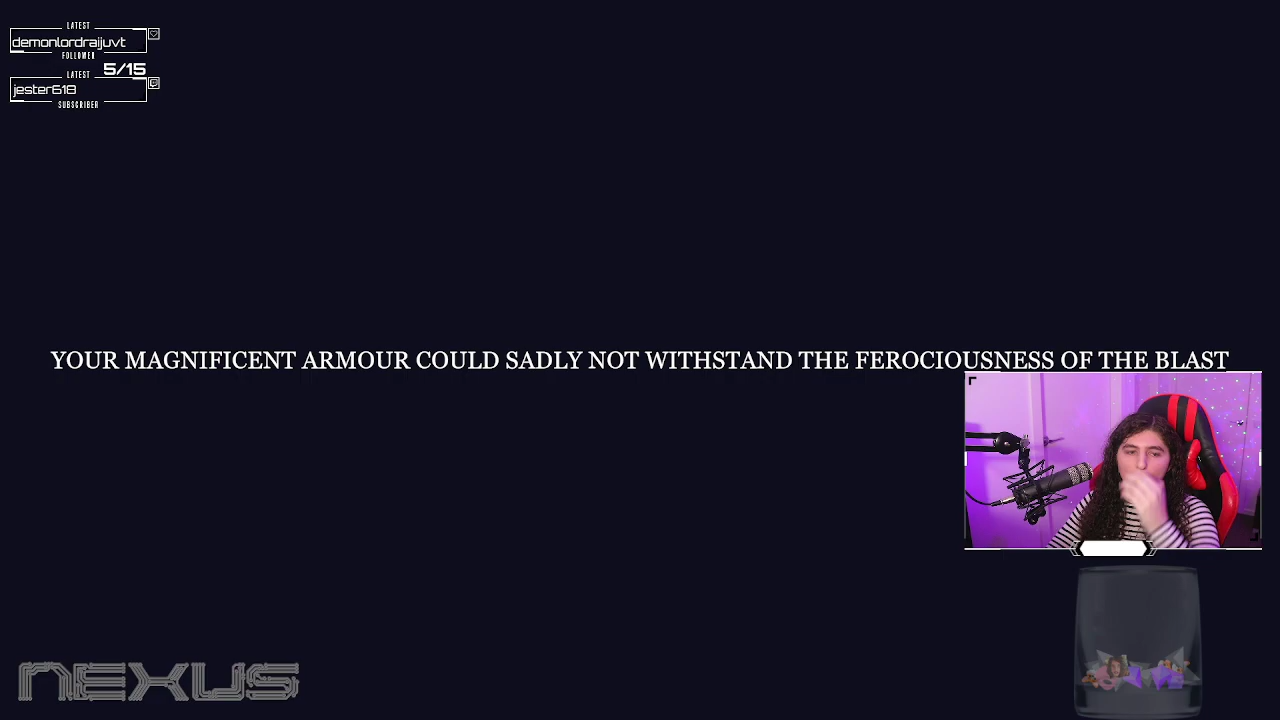 LATEST
demonlordraijuvt
FOLLOWER
5/15
LATEST
jester618
SUBSCRIBER
YOUR MAGNIFICENT ARMOUR COULD SADLY NOT WITHSTAND THE FEROCIOUSNESS OF THE BLAST
NEXUS